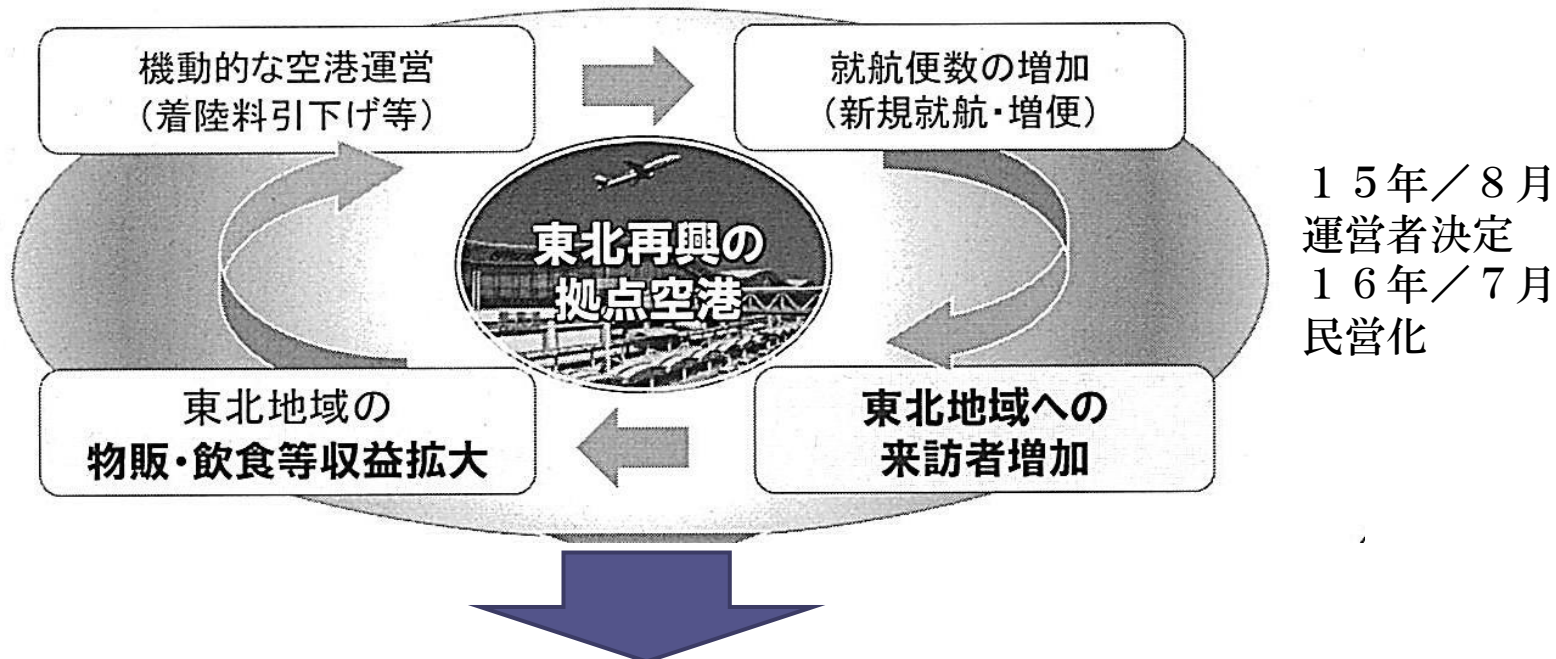 機動的な空港運営
(着陸料引下げ等)
就航便数の増加
(新規就航・増便)
東北再興の
拠点空港
東北地域の
物販・飲食等収益拡大
東北地域への
来訪者増加
１５年／８月
運営者決定
１６年／７月
民営化